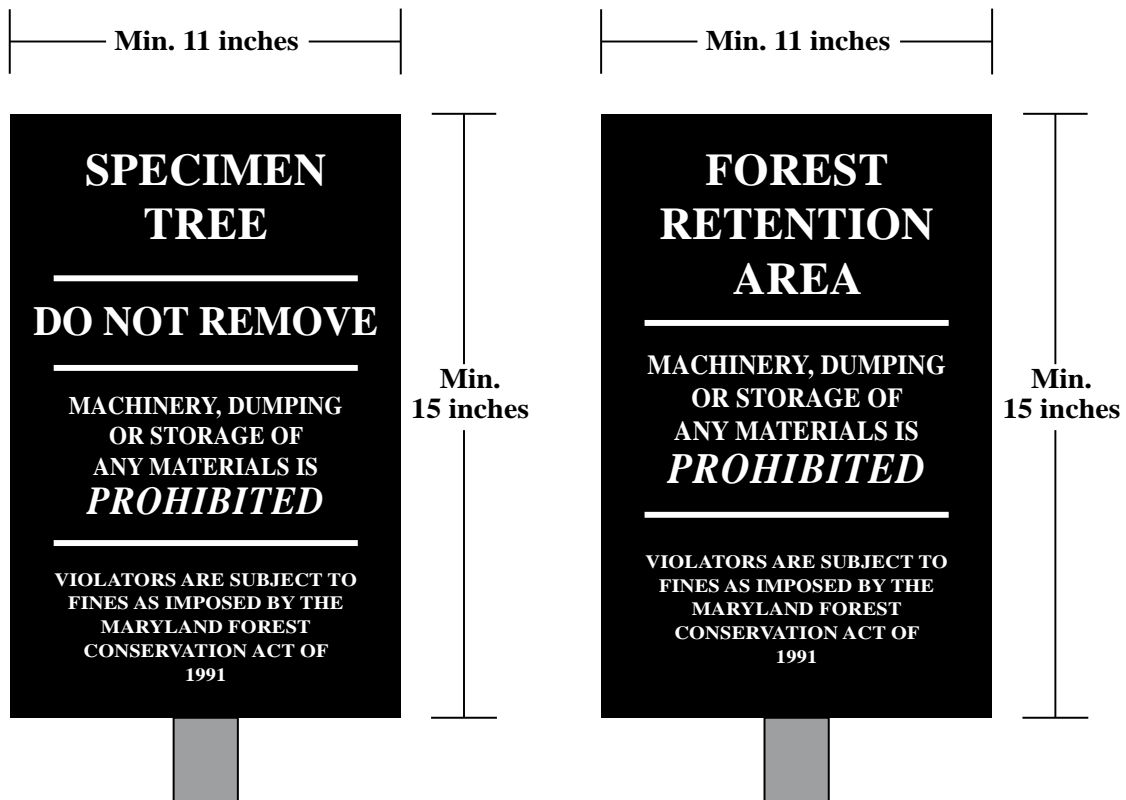 Min. 11 inches
SPECIMEN
TREE
DO NOT REMOVE
MACHINERY, DUMPING
OR STORAGE OF
ANY MATERIALS IS
PROHIBITED
VIOLATORS ARE SUBJECT TO
FINES AS IMPOSED BY THE
MARYLAND FOREST
CONSERVATION ACT OF
1991
Min.
15 inches
Min. 11 inches
FOREST
RETENTION
AREA
MACHINERY, DUMPING
OR STORAGE OF
ANY MATERIALS IS
PROHIBITED
VIOLATORS ARE SUBJECT TO
FINES AS IMPOSED BY THE
MARYLAND FOREST
CONSERVATION ACT OF
1991
Min.
15 inches